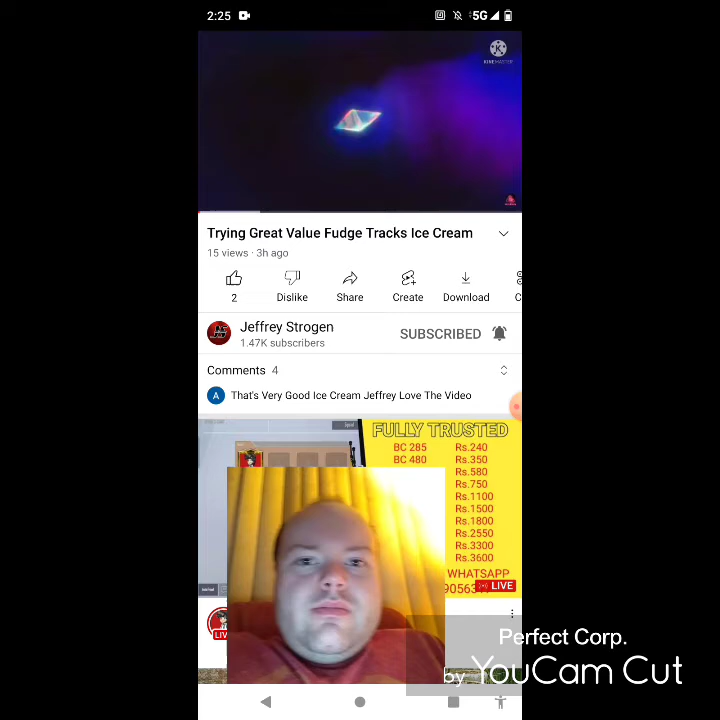 2:25
5G
KINEMASTER
Trying Great Value Fudge Tracks Ice Cream
15 views · 3h ago
2
Dislike
Share
Create
Download
C
Jeffrey Strogen
SUBSCRIBED
1.47K subscribers
Comments 4
A
That's Very Good Ice Cream Jeffrey Love The Video
FULLY TRUSTED
BC 285 Rs.240
BC 480 Rs.350
Rs.580
Rs.750
Rs.1100
Rs.1500
Rs.1800
Rs.2550
Rs.3300
Rs.3600
WHATSAPP
LIVE
LIV
Perfect Corp.
by YouCam Cut